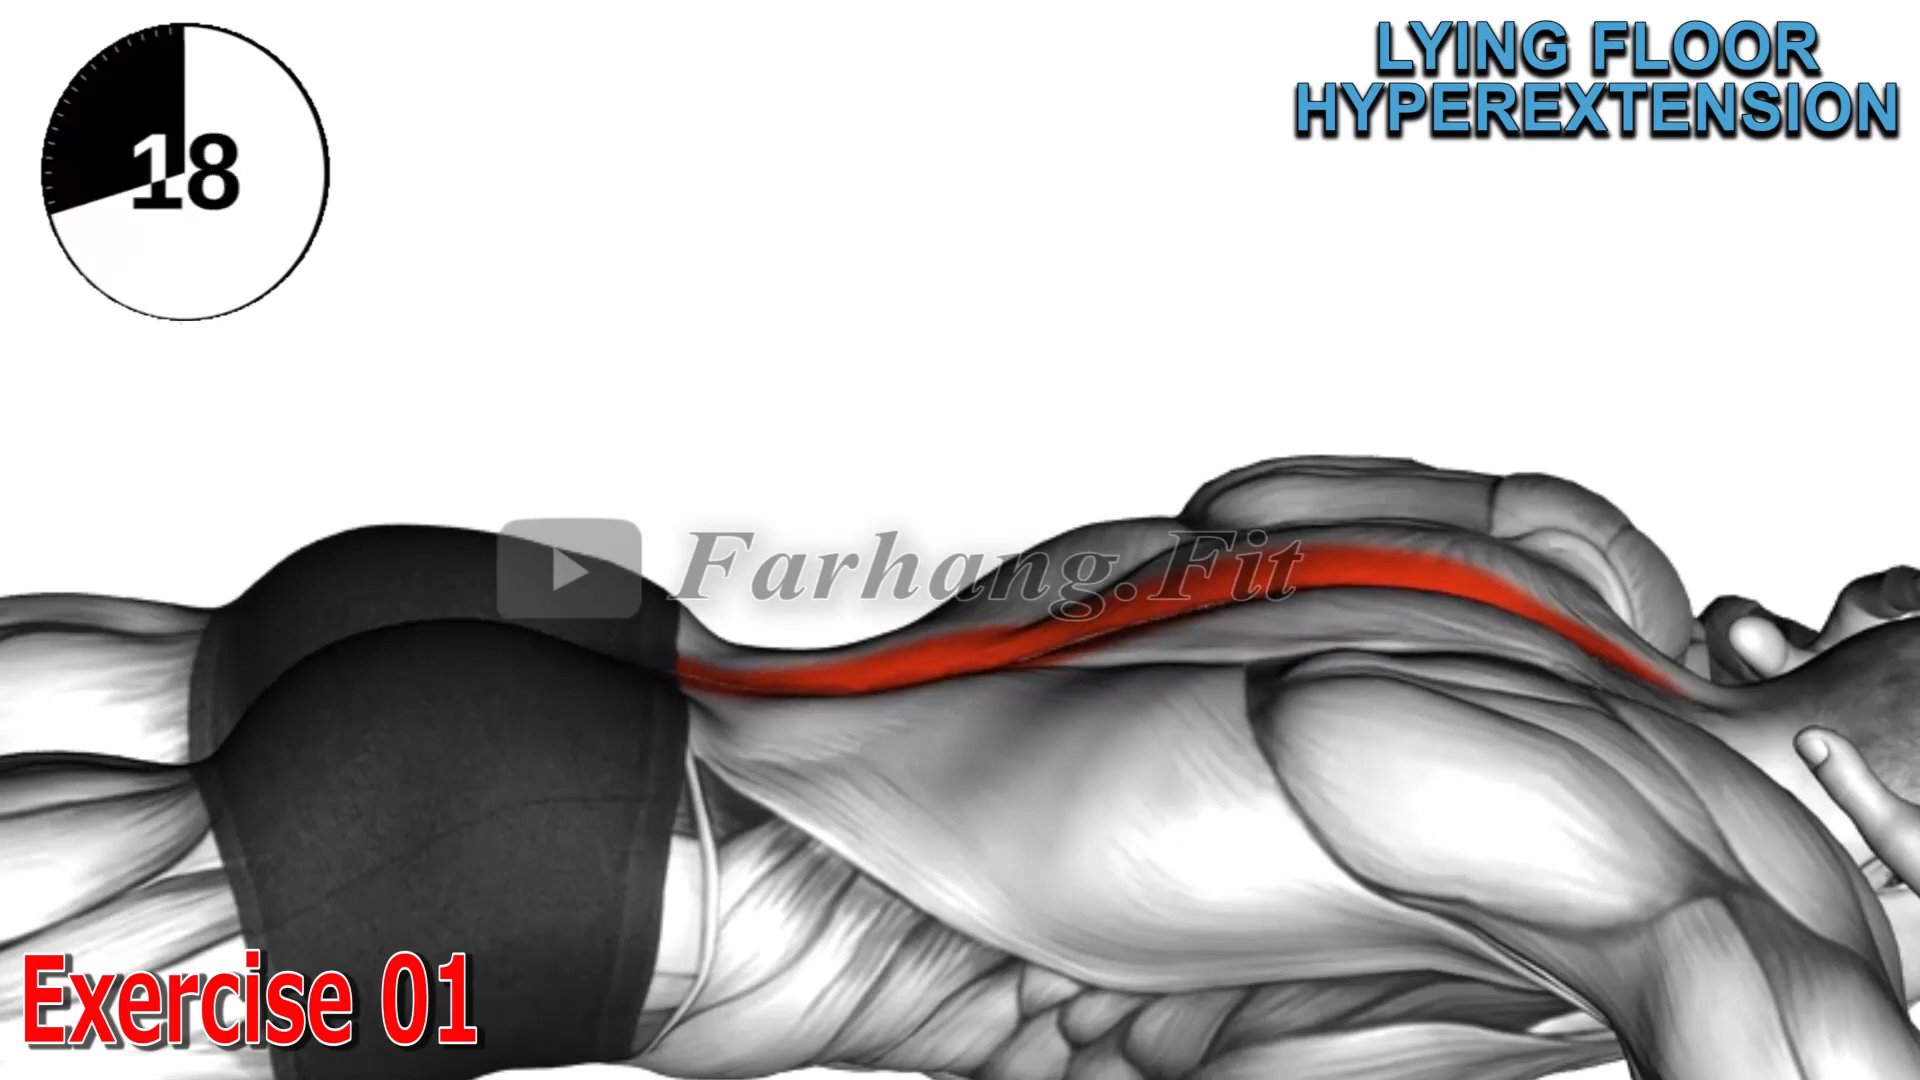 18
LYING FLOOR
HYPEREXTENSION
Farhang.Fit
Exercise 01